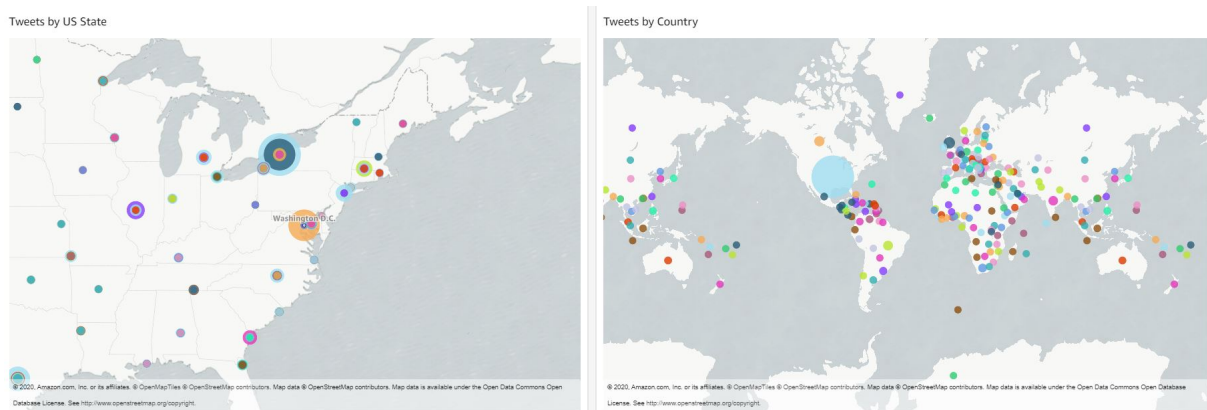 Tweets by US State
Washington D.C.
© 2020, Amazon.com, Inc. or its affiliates. © OpenMapTiles © OpenStreetMap contributors. Map data © OpenStreetMap contributors. Map data is available under the Open Data Commons Open
Database License. See http://www.openstreetmap.org/copyright.
Tweets by Country
© 2020, Amazon.com, Inc. or its affiliates. © OpenMapTiles © OpenStreetMap contributors. Map data © OpenStreetMap contributors. Map data is available under the Open Data Commons Open Database
License. See http://www.openstreetmap.org/copyright.